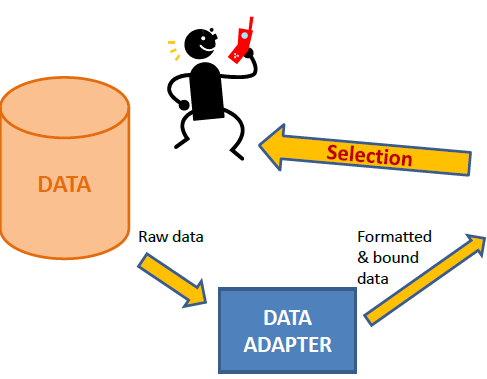 Selection
DATA
Raw data
Formatted
& bound
data
DATA
ADAPTER